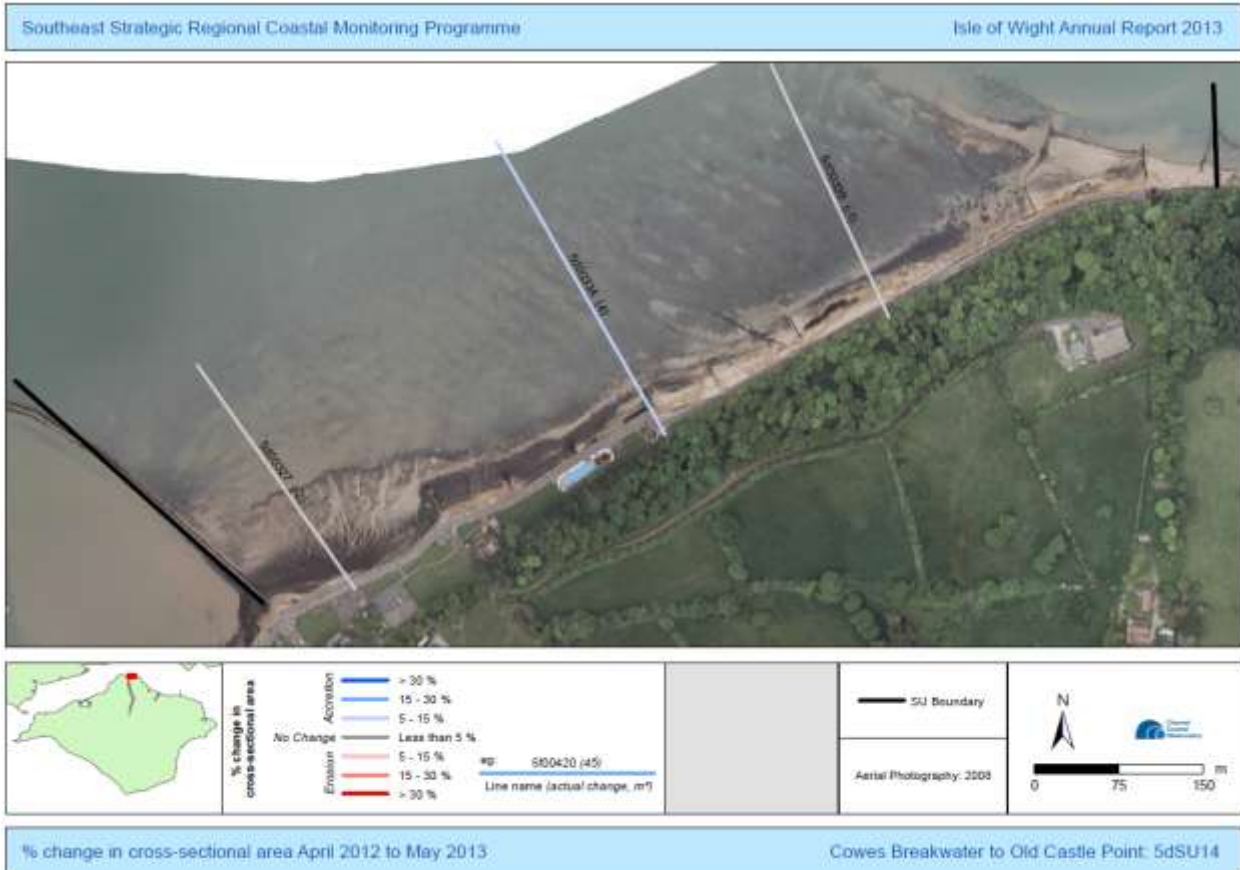 Southeast Strategic Regional Coastal Monitoring Programme
Isle of Wight Annual Report 2013
% change in cross-sectional area
Accretion
No Change
Erosion
> 30 %
15 - 30 %
5 - 15 %
Less than 5 %
5 - 15 %
15 - 30 %
> 30 %
eg:
5f00420 (45)
Line name (actual change, m²)
SU Boundary
Aerial Photography: 2008
N
Channel Coastal Observatory
0 75 150 m
% change in cross-sectional area April 2012 to May 2013
Cowes Breakwater to Old Castle Point: 5dSU14